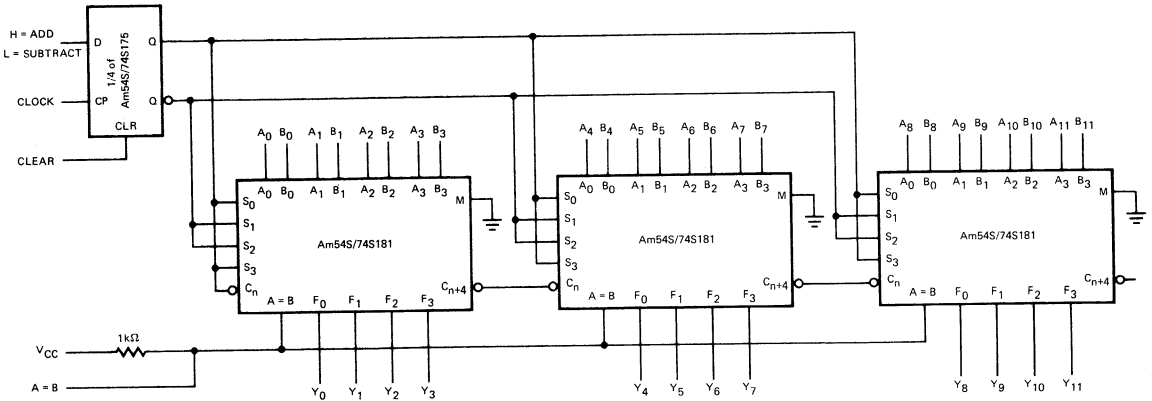 H = ADD
L = SUBTRACT
D
Q
1/4 of
Am54S/74S175
CLOCK
CP
Q
CLR
CLEAR
A0 B0 A1 B1 A2 B2 A3 B3
A0 B0 A1 B1 A2 B2 A3 B3
S0
S1
S2
S3
Cn
M
Am54S/74S181
Cn+4
A = B F0 F1 F2 F3
Y0 Y1 Y2 Y3
A4 B4 A5 B5 A6 B6 A7 B7
A0 B0 A1 B1 A2 B2 A3 B3
S0
S1
S2
S3
Cn
M
Am54S/74S181
Cn+4
A = B F0 F1 F2 F3
Y4 Y5 Y6 Y7
A8 B8 A9 B9 A10 B10 A11 B11
A0 B0 A1 B1 A2 B2 A3 B3
S0
S1
S2
S3
Cn
M
Am54S/74S181
Cn+4
A = B F0 F1 F2 F3
Y8 Y9 Y10 Y11
VCC
1kΩ
A = B